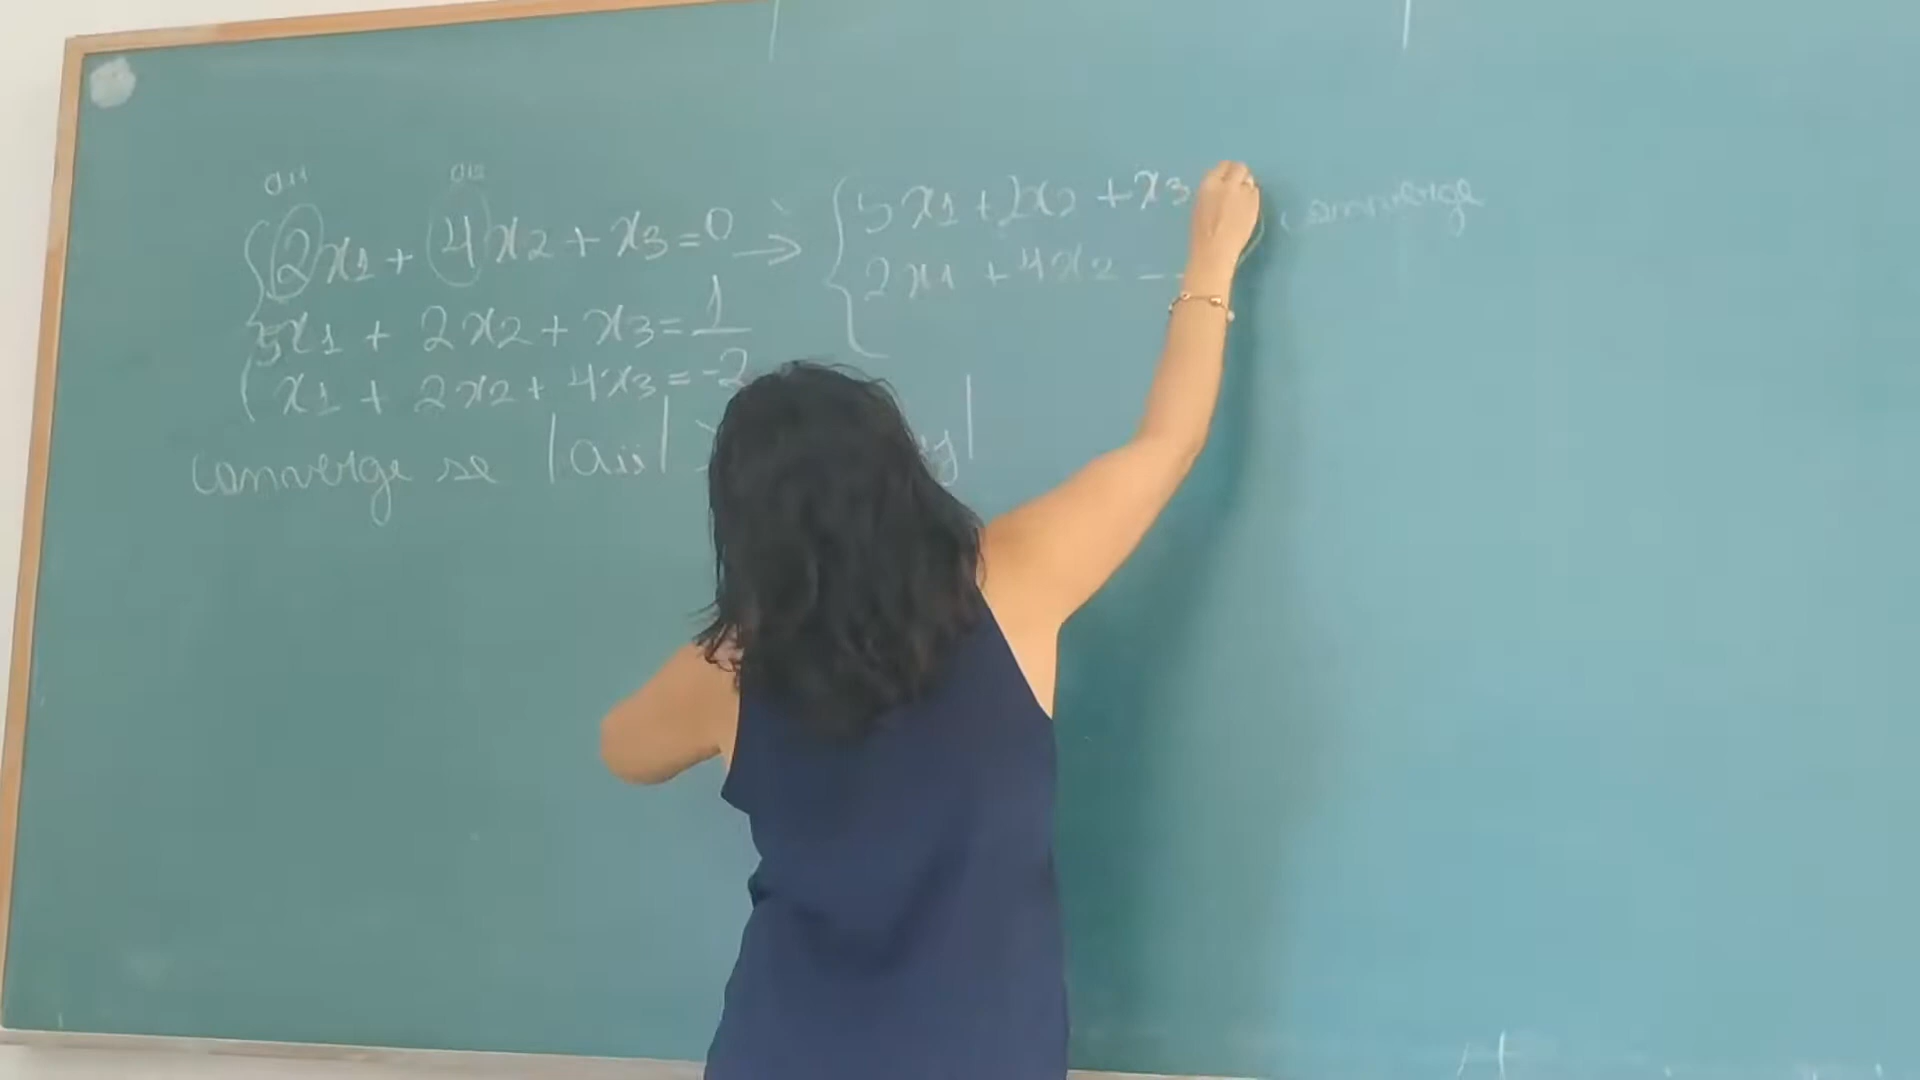 a11 a12
2x1 + 4x2 + x3 = 0 →
5x1 + 2x2 + x3 = 1
x1 + 2x2 + 4x3 = -2
converge se |aii|
5x1 + 2x2 + x3
2x1 + 4x2 -
converge